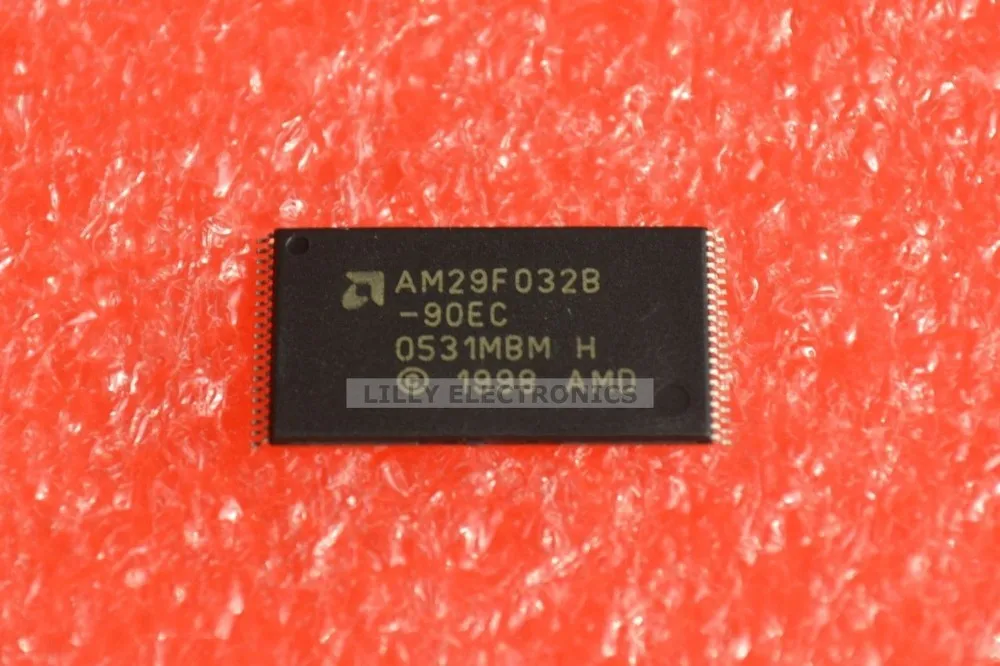 AM29F032B
-90EC
0531MBM H
© 1998 AMD
LILLY ELECTRONICS